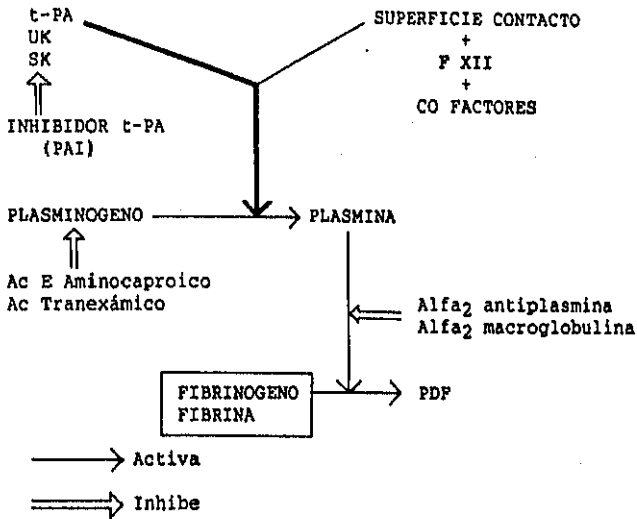 t-PA
UK
SK
INHIBIDOR t-PA
(PAI)
SUPERFICIE CONTACTO
+
F XII
+
CO FACTORES
PLASMINOGENO
PLASMINA
Ac E Aminocaproico
Ac Tranexámico
Alfa2 antiplasmina
Alfa2 macroglobulina
FIBRINOGENO
FIBRINA
PDF
Activa
Inhibe